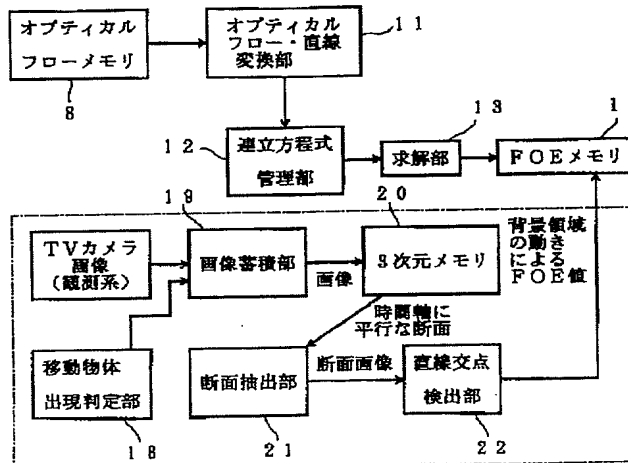 オプティカル
フローメモリ
8
オプティカル
フロー・直線
変換部
11
12
連立方程式
管理部
13
求解部
1
FOEメモリ
19
TVカメラ
画像
(観測系)
画像蓄積部
画像
20
3次元メモリ
背景領域
の動き
による
FOE値
時間軸に
平行な断面
移動物体
出現判定部
18
断面抽出部
21
断面画像
直線交点
検出部
22